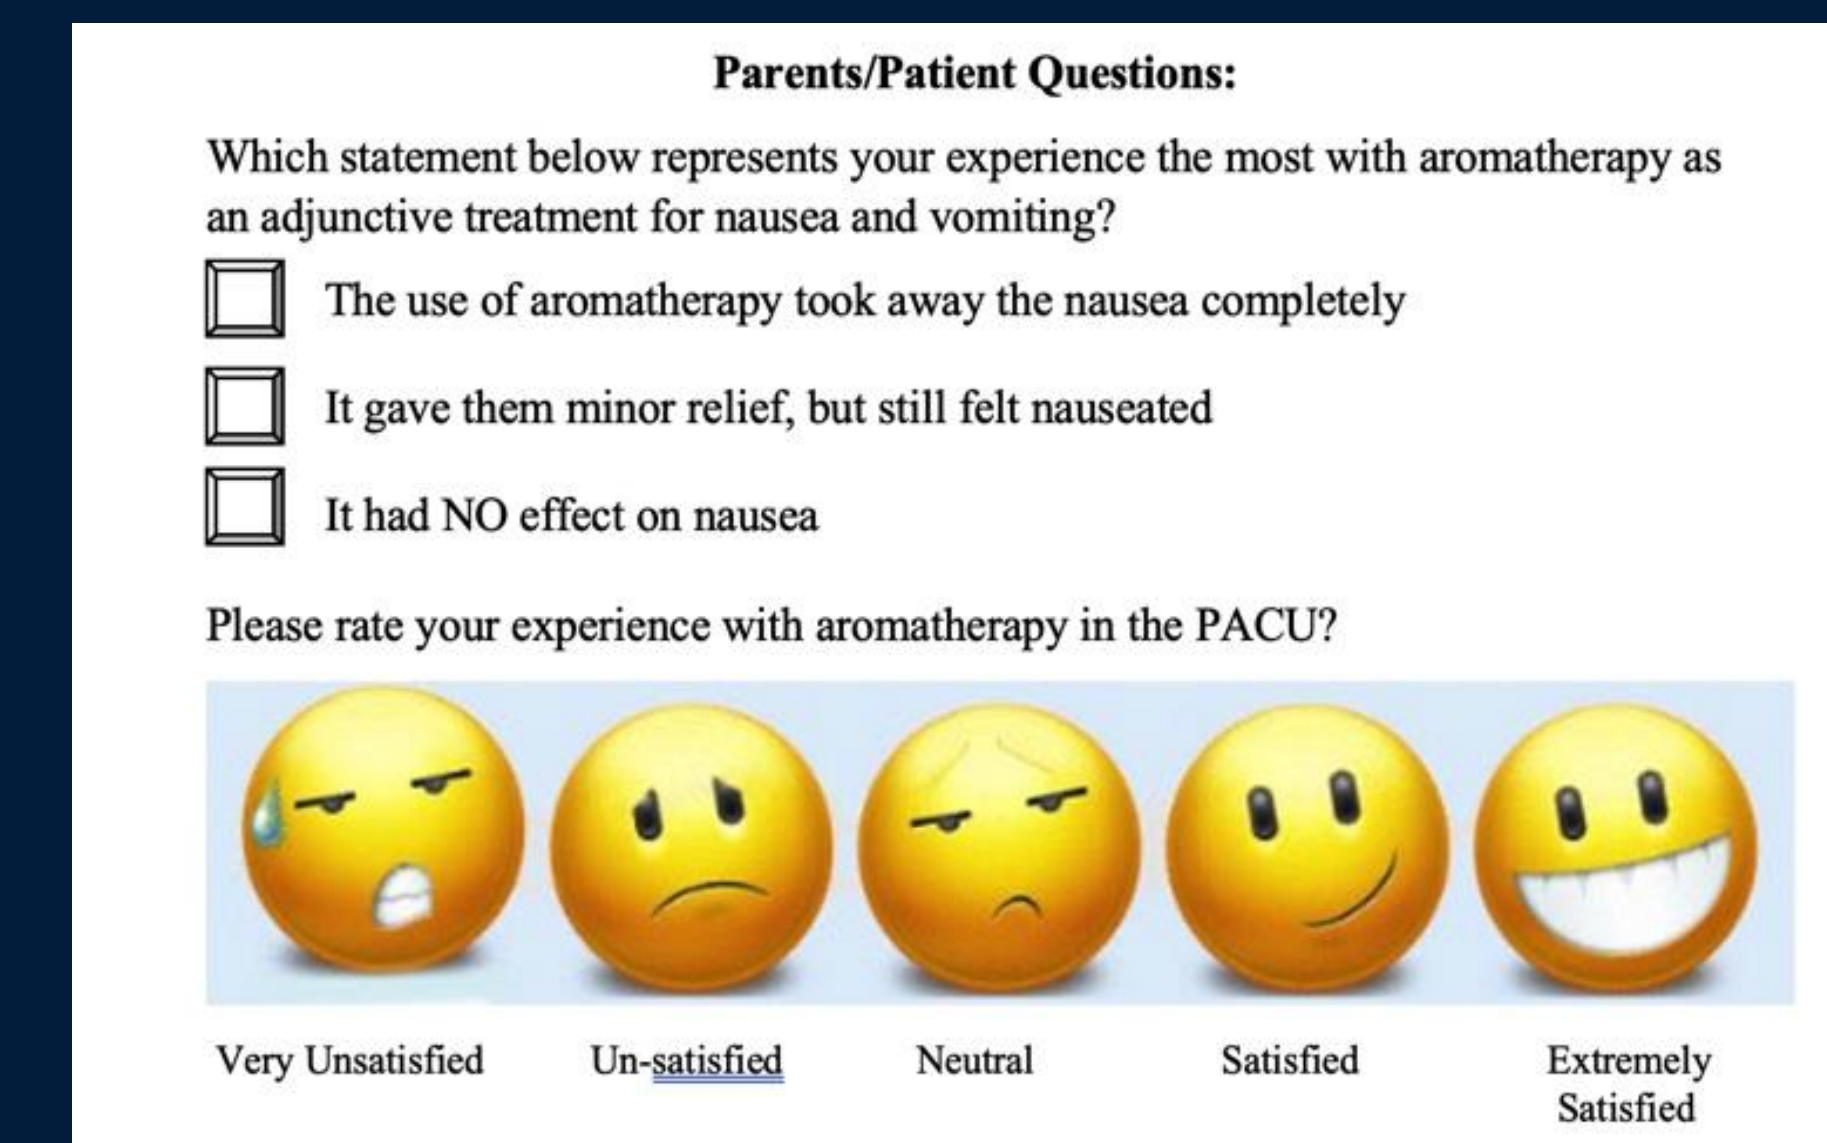 Parents/Patient Questions:
Which statement below represents your experience the most with aromatherapy as
an adjunctive treatment for nausea and vomiting?
The use of aromatherapy took away the nausea completely
It gave them minor relief, but still felt nauseated
It had NO effect on nausea
Please rate your experience with aromatherapy in the PACU?
Very Unsatisfied
Un-satisfied
Neutral
Satisfied
Extremely
Satisfied